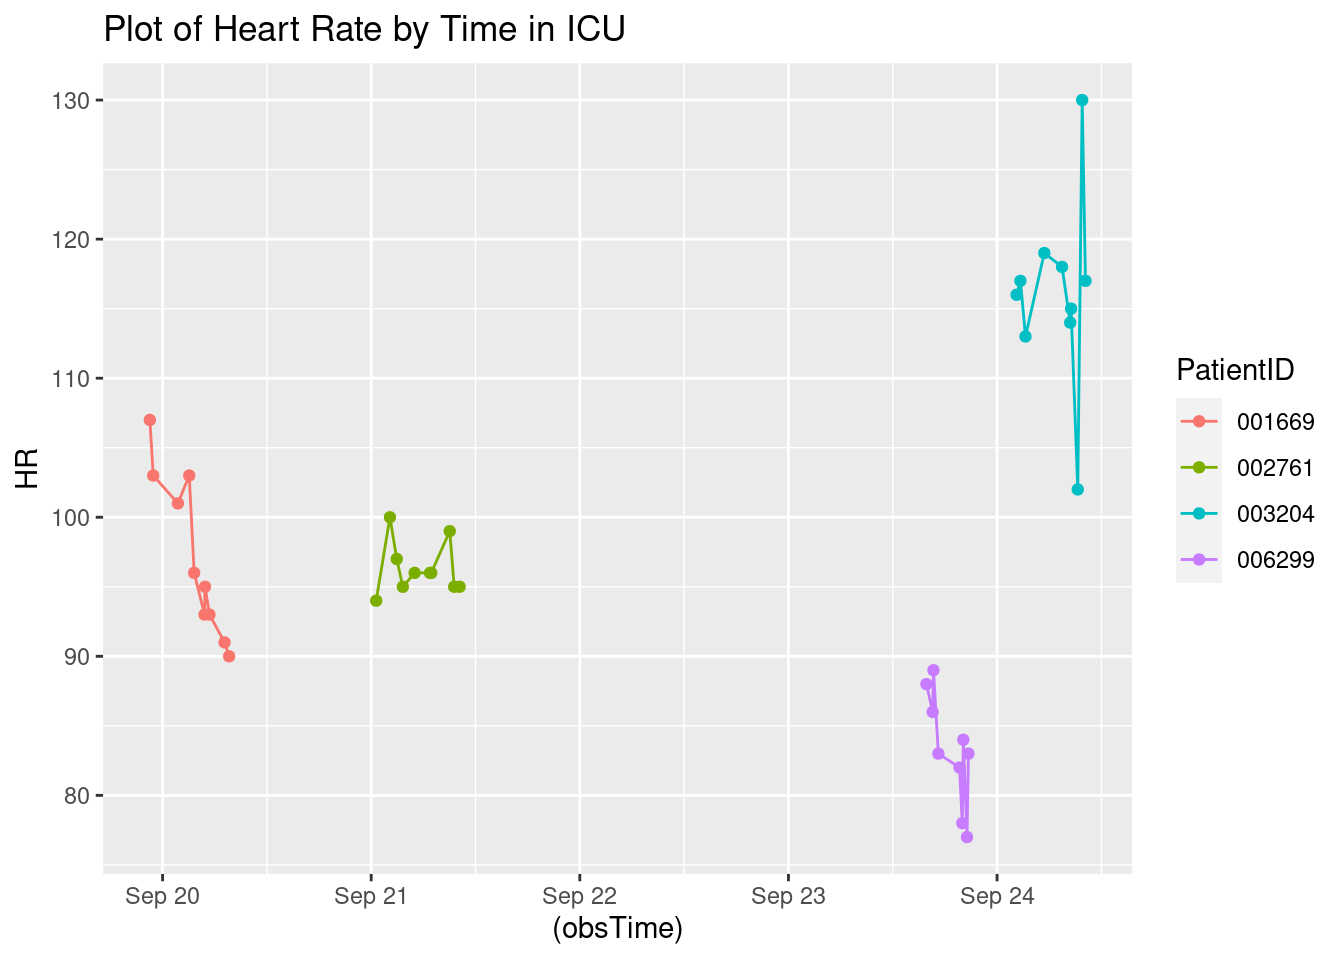 Plot of Heart Rate by Time in ICU
130
120
110
100
90
80
HR
Sep 20
Sep 21
Sep 22
Sep 23
Sep 24
(obsTime)
PatientID
001669
002761
003204
006299